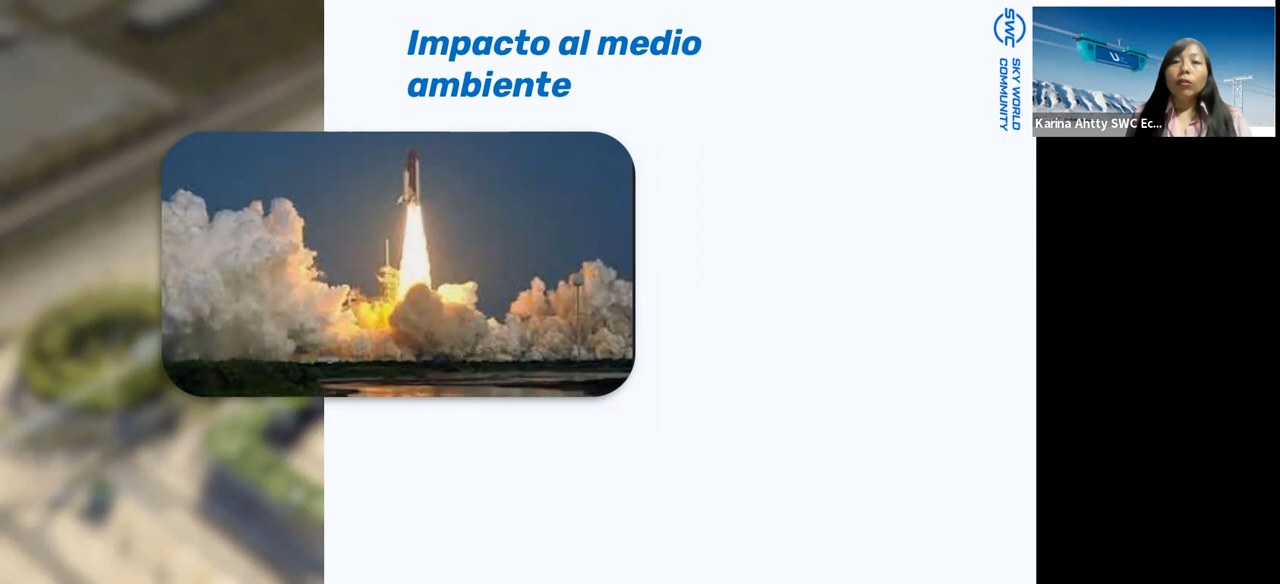 Impacto al medio
ambiente
SWC
SKY WORLD
COMMUNITY
U
Karina Ahtty SWC Ec...